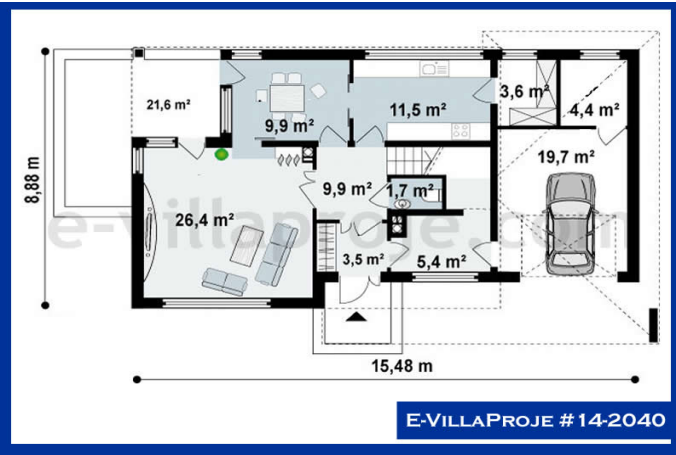 21,6 m²
9,9 m²
11,5 m²
3,6 m²
4,4 m²
19,7 m²
8,88 m
9,9 m²
1,7 m²
26,4 m²
e-villaproje.com
3,5 m²
5,4 m²
15,48 m
E-VillaProje #14-2040